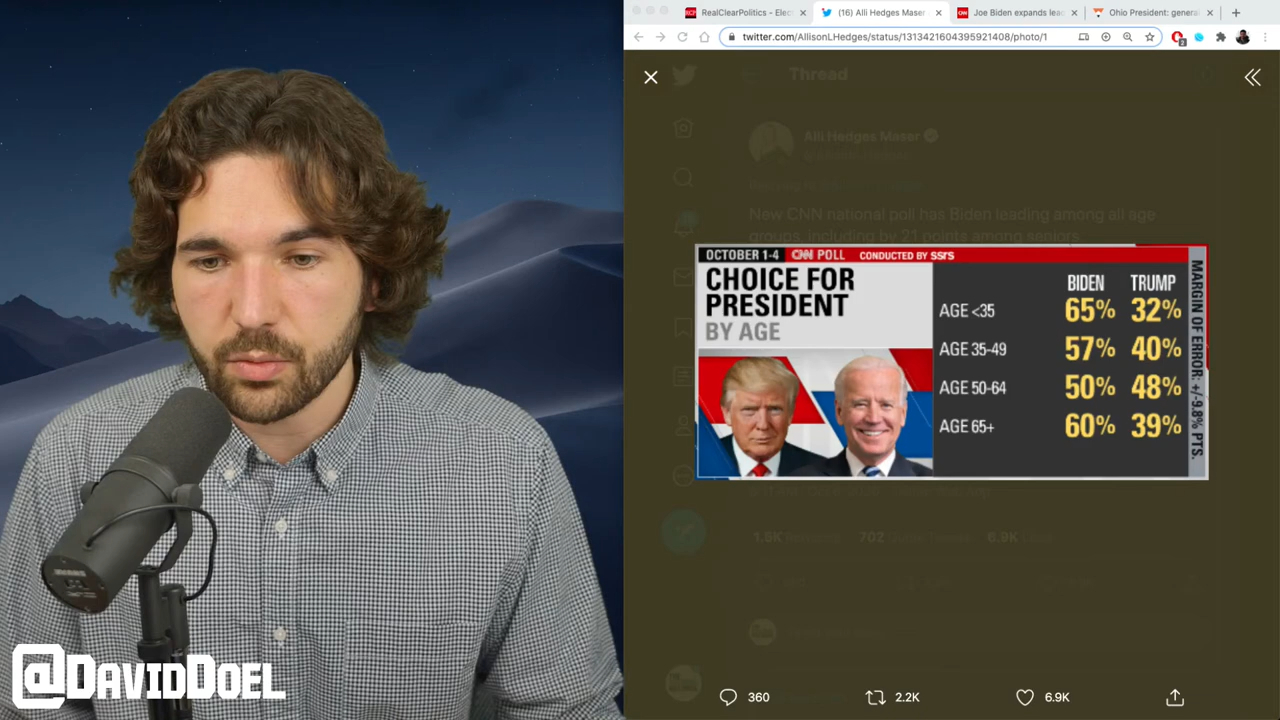 RealClearPolitics - Elec
(16) Alli Hedges Maser
Joe Biden expands lea
Ohio President: genera
twitter.com/AllisonLHedges/status/1313421604395921408/photo/1
Thread
Alli Hedges Maser
New CNN national poll has Biden leading among all age
groups, including by 21 points among seniors
OCTOBER 1-4 CNN POLL CONDUCTED BY SSRS
CHOICE FOR
PRESIDENT
BY AGE
BIDEN TRUMP
AGE <35 65% 32%
AGE 35-49 57% 40%
AGE 50-64 50% 48%
AGE 65+ 60% 39%
MARGIN OF ERROR: +/-9.8% PTS.
360
2.2K
6.9K
@DAVIDDOEL